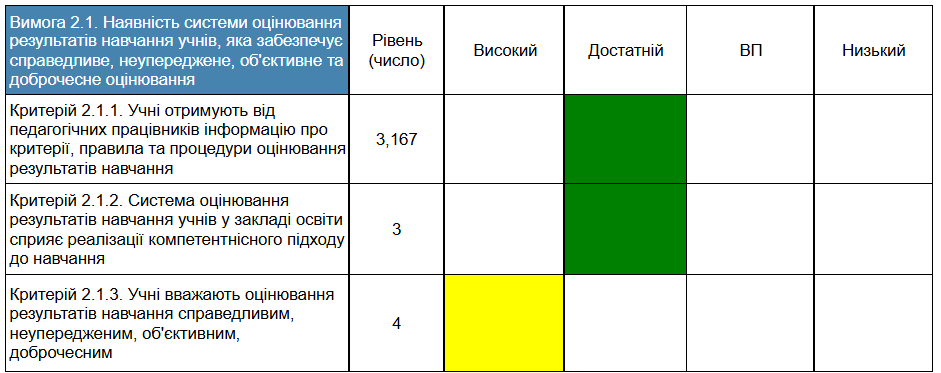 Вимога 2.1. Наявність системи оцінювання
результатів навчання учнів, яка забезпечує
справедливе, неупереджене, об'єктивне та
доброчесне оцінювання
Рівень
(число)
Високий
Достатній
ВП
Низький
Критерій 2.1.1. Учні отримують від
педагогічних працівників інформацію про
критерії, правила та процедури оцінювання
результатів навчання
3,167
Критерій 2.1.2. Система оцінювання
результатів навчання учнів у закладі освіти
сприяє реалізації компетентнісного підходу
до навчання
3
Критерій 2.1.3. Учні вважають оцінювання
результатів навчання справедливим,
неупередженим, об'єктивним,
доброчесним
4